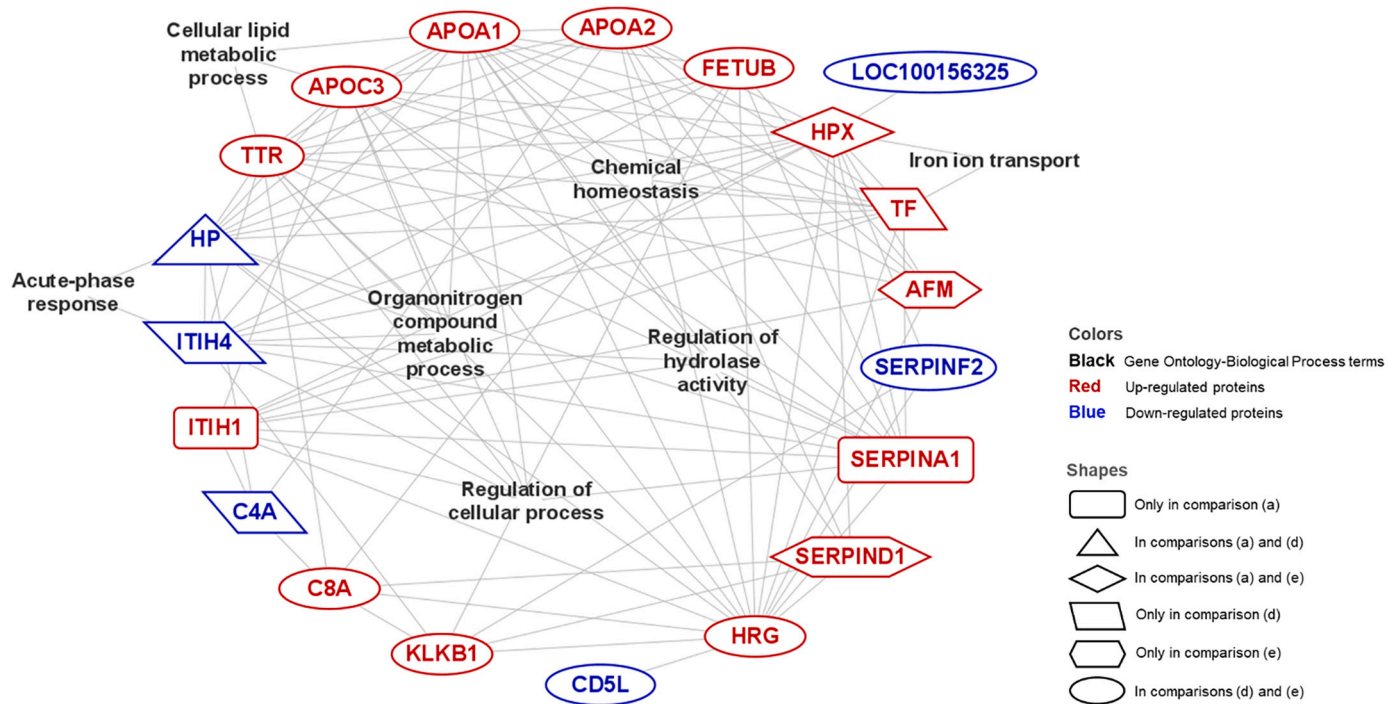 Cellular lipid
metabolic
process
APOA1
APOA2
FETUB
LOC100156325
APOC3
HPX
TTR
Chemical
homeostasis
Iron ion transport
TF
HP
Acute-phase
response
AFM
Organonitrogen
compound
metabolic
process
ITIH4
Regulation of
hydrolase
activity
SERPINF2
ITIH1
SERPINA1
C4A
Regulation of
cellular process
SERPIND1
C8A
HRG
KLKB1
CD5L
Colors
Black Gene Ontology-Biological Process terms
Red Up-regulated proteins
Blue Down-regulated proteins
Shapes
Only in comparison (a)
In comparisons (a) and (d)
In comparisons (a) and (e)
Only in comparison (d)
Only in comparison (e)
In comparisons (d) and (e)